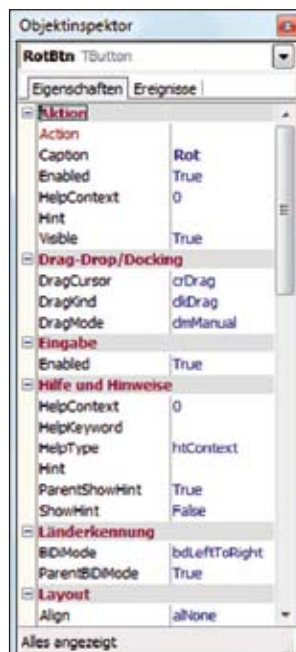 Objektinspektor
RotBtn TButton
Eigenschaften Ereignisse
Aktion
Action
Caption Rot
Enabled True
HelpContext 0
Hint
Visible True
Drag-Drop/Docking
DragCursor crDrag
DragKind dkDrag
DragMode dmManual
Eingabe
Enabled True
Hilfe und Hinweise
HelpContext 0
HelpKeyword
HelpType htContext
Hint
ParentShowHint True
ShowHint False
Länderkennung
BiDiMode bdLeftToRight
ParentBiDiMode True
Layout
Align alNone
Alles angezeigt